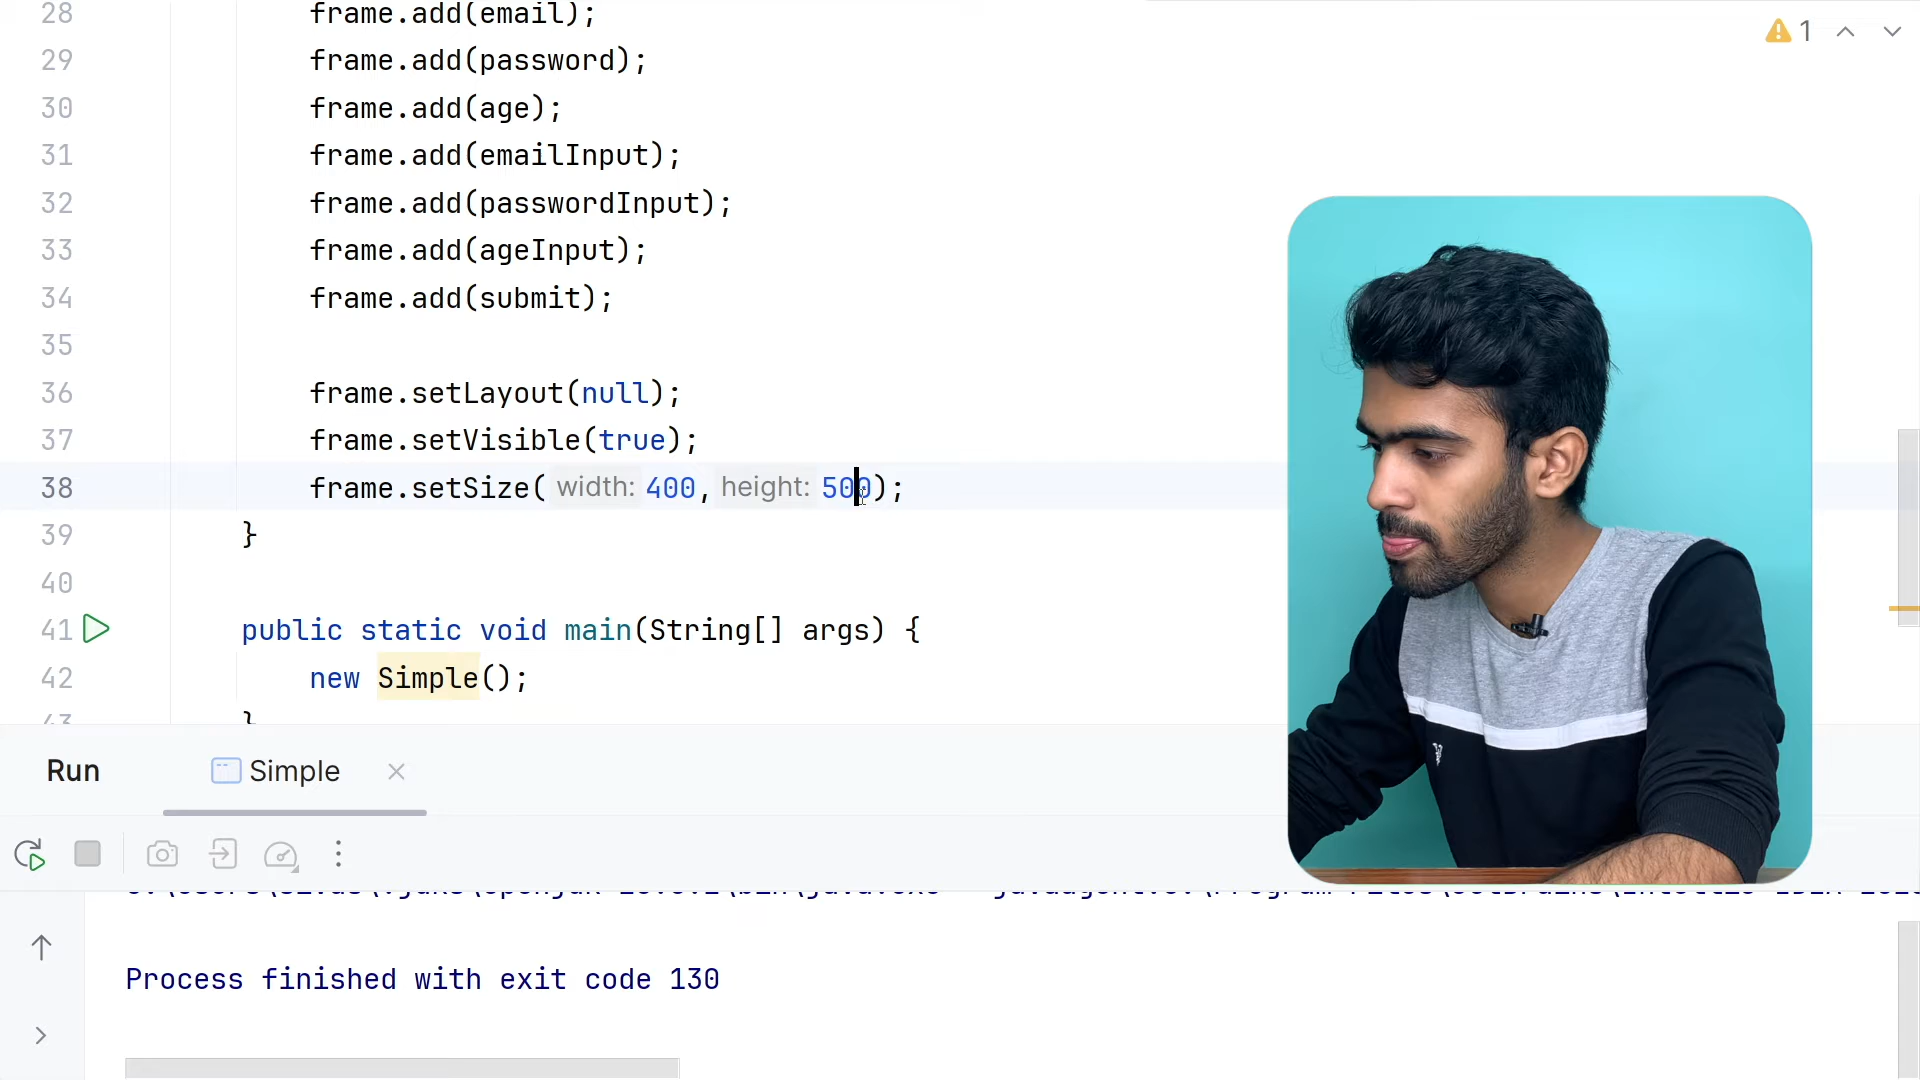 28 frame.add(email);
1
29 frame.add(password);
30 frame.add(age);
31 frame.add(emailInput);
32 frame.add(passwordInput);
33 frame.add(ageInput);
34 frame.add(submit);
35
36 frame.setLayout(null);
37 frame.setVisible(true);
38 frame.setSize( width: 400, height: 500);
39 }
40
41 public static void main(String[] args) {
42 new Simple();
43 }
Run Simple
Process finished with exit code 130